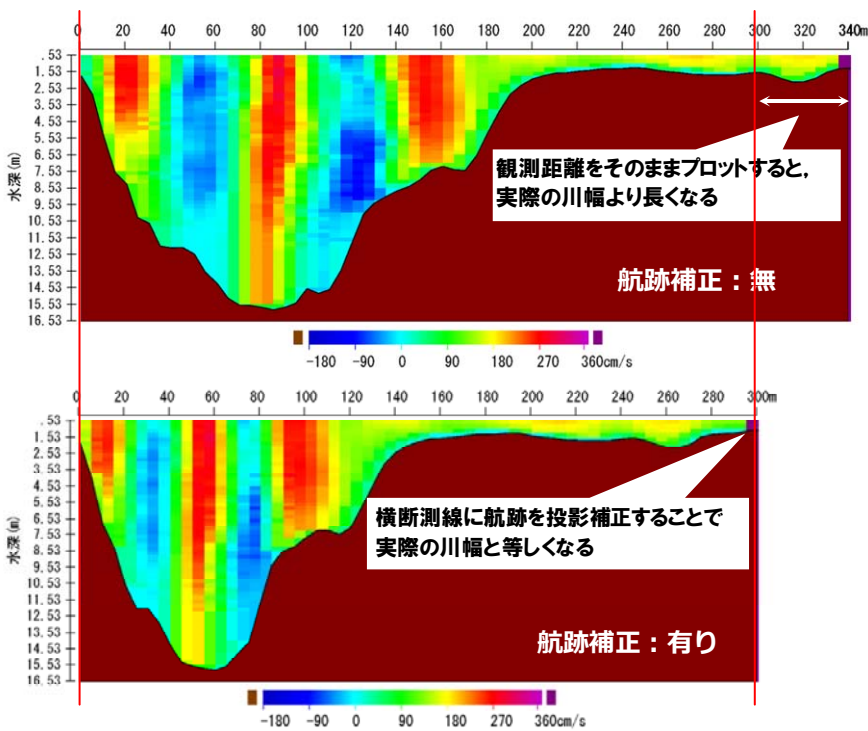 0 20 40 60 80 100 120 140 160 180 200 220 240 260 280 300 320 340m
.53
1.53
2.53
3.53
4.53
5.53
6.53
7.53
8.53
9.53
10.53
11.53
12.53
13.53
14.53
15.53
16.53
水深(m)
観測距離をそのままプロットすると，
実際の川幅より長くなる
航跡補正：無
-180 -90 0 90 180 270 360cm/s
0 20 40 60 80 100 120 140 160 180 200 220 240 260 280 300m
.53
1.53
2.53
3.53
4.53
5.53
6.53
7.53
8.53
9.53
10.53
11.53
12.53
13.53
14.53
15.53
16.53
水深(m)
横断測線に航跡を投影補正することで
実際の川幅と等しくなる
航跡補正：有り
-180 -90 0 90 180 270 360cm/s